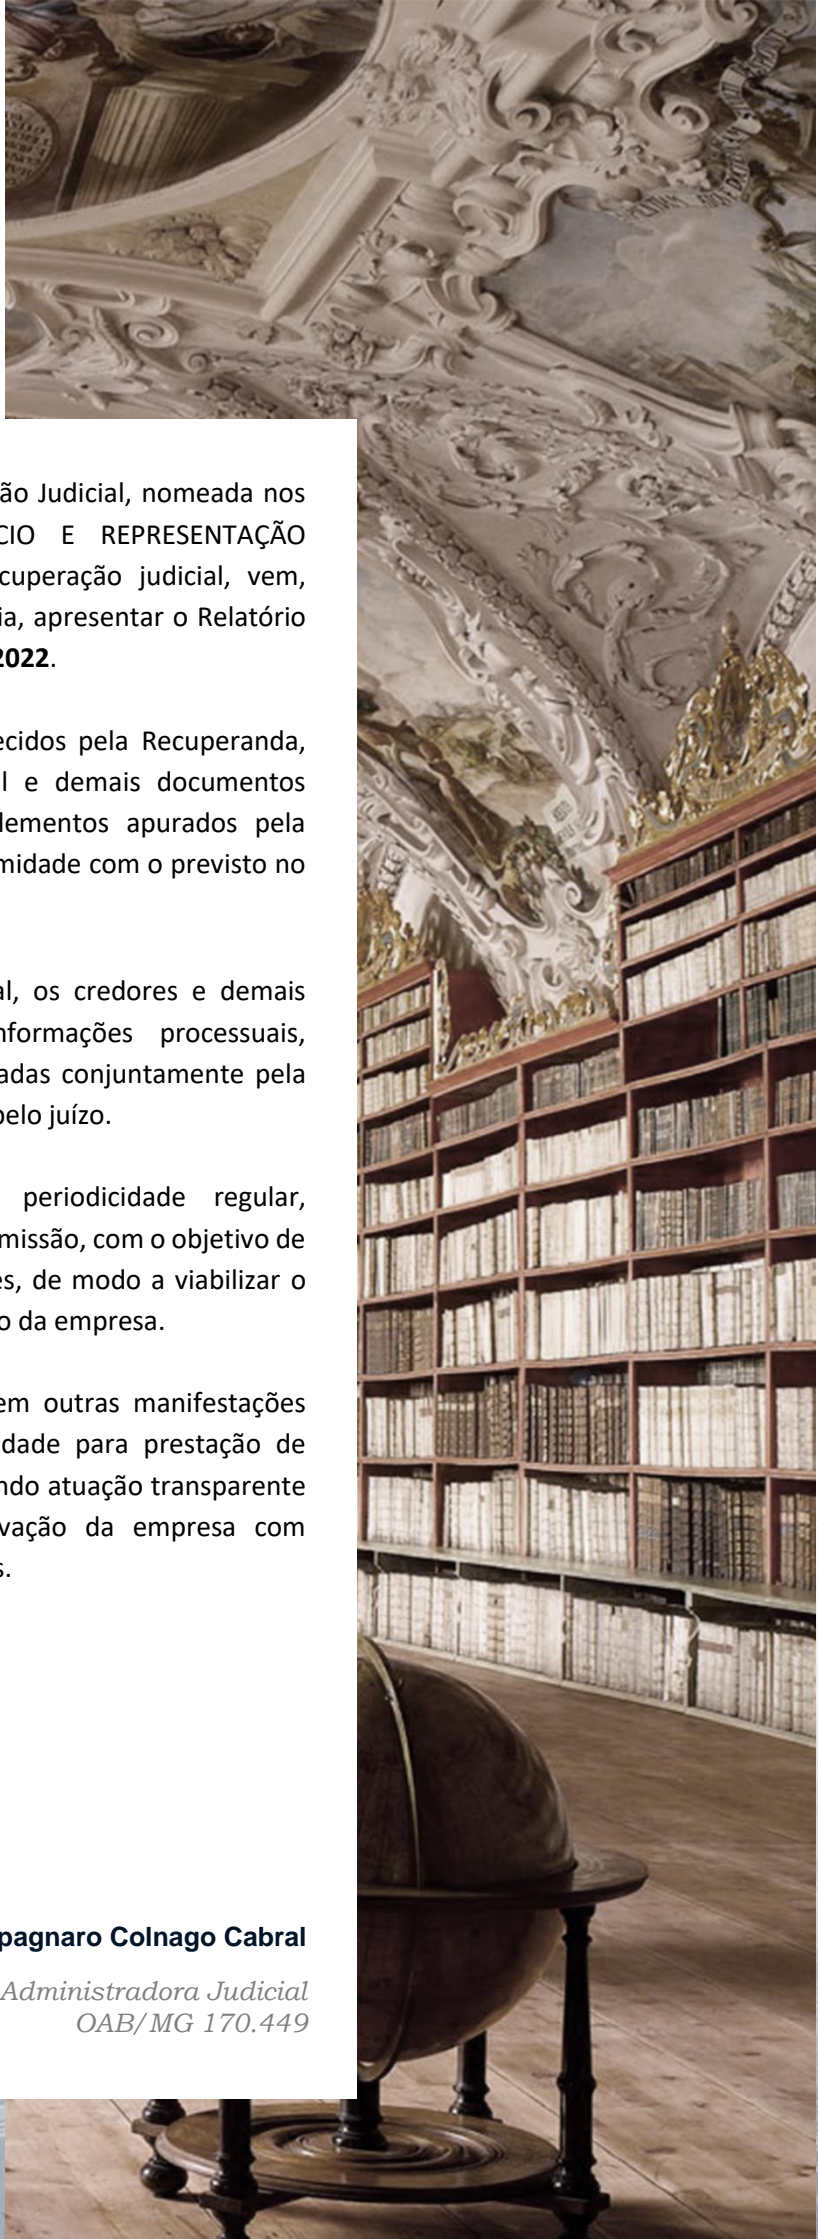 ão Judicial, nomeada nos
CIO E REPRESENTAÇÃO
cuperação judicial, vem,
ia, apresentar o Relatório
2022.
ecidos pela Recuperanda,
l e demais documentos
lementos apurados pela
midade com o previsto no
al, os credores e demais
nformações processuais,
adas conjuntamente pela
pelo juízo.
periodicidade regular,
missão, com o objetivo de
es, de modo a viabilizar o
o da empresa.
em outras manifestações
dade para prestação de
ndo atuação transparente
vação da empresa com
s.
pagnaro Colnago Cabral
Administradora Judicial
OAB/MG 170.449